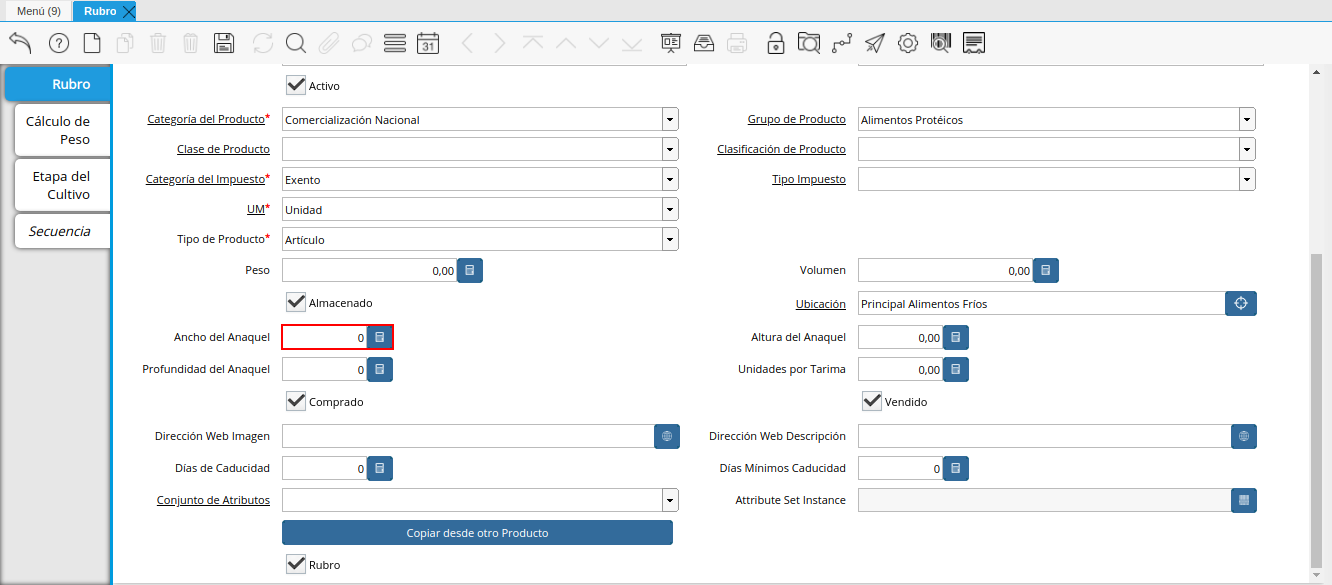 Menú (9) Rubro
31
Rubro
Cálculo de
Peso
Etapa del
Cultivo
Secuencia
Activo
Categoría del Producto* Comercialización Nacional Grupo de Producto Alimentos Protéicos
Clase de Producto Clasificación de Producto
Categoría del Impuesto* Exento Tipo Impuesto
UM* Unidad
Tipo de Producto* Artículo
Peso 0,00 Volumen 0,00
Almacenado Ubicación Principal Alimentos Fríos
Ancho del Anaquel 0 Altura del Anaquel 0,00
Profundidad del Anaquel 0 Unidades por Tarima 0,00
Comprado Vendido
Dirección Web Imagen Dirección Web Descripción
Días de Caducidad 0 Días Mínimos Caducidad 0
Conjunto de Atributos Attribute Set Instance
Copiar desde otro Producto
Rubro